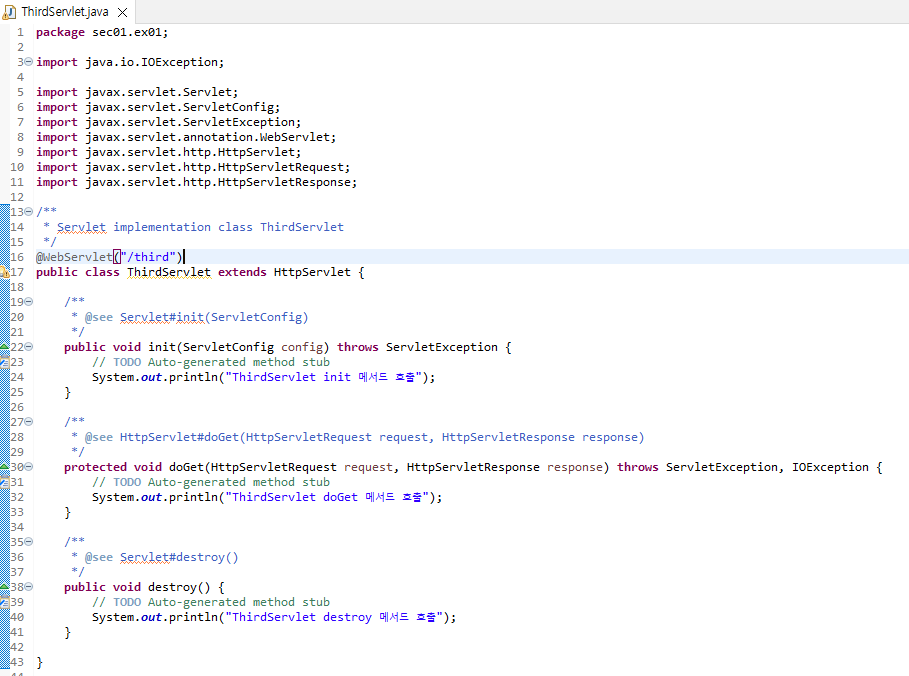 ThirdServlet.java
1 package sec01.ex01;
2
3 import java.io.IOException;
4
5 import javax.servlet.Servlet;
6 import javax.servlet.ServletConfig;
7 import javax.servlet.ServletException;
8 import javax.servlet.annotation.WebServlet;
9 import javax.servlet.http.HttpServlet;
10 import javax.servlet.http.HttpServletRequest;
11 import javax.servlet.http.HttpServletResponse;
12
13 /**
14  * Servlet implementation class ThirdServlet
15  */
16 @WebServlet("/third")
17 public class ThirdServlet extends HttpServlet {
18
19     /**
20      * @see Servlet#init(ServletConfig)
21      */
22     public void init(ServletConfig config) throws ServletException {
23         // TODO Auto-generated method stub
24         System.out.println("ThirdServlet init 메서드 호출");
25     }
26
27     /**
28      * @see HttpServlet#doGet(HttpServletRequest request, HttpServletResponse response)
29      */
30     protected void doGet(HttpServletRequest request, HttpServletResponse response) throws ServletException, IOException {
31         // TODO Auto-generated method stub
32         System.out.println("ThirdServlet doGet 메서드 호출");
33     }
34
35     /**
36      * @see Servlet#destroy()
37      */
38     public void destroy() {
39         // TODO Auto-generated method stub
40         System.out.println("ThirdServlet destroy 메서드 호출");
41     }
42
43 }
44